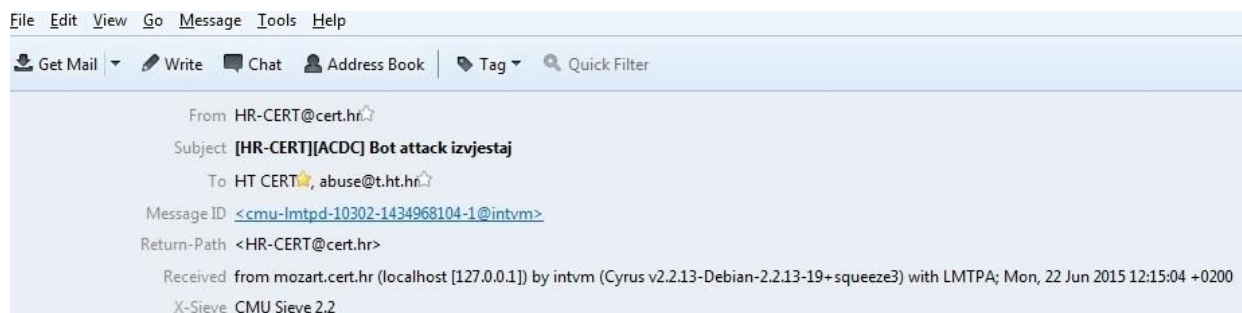 File Edit View Go Message Tools Help
Get Mail Write Chat Address Book Tag Quick Filter
From HR-CERT@cert.hr
Subject [HR-CERT][ACDC] Bot attack izvjestaj
To HT CERT, abuse@t.ht.hr
Message ID <cmu-lmtpd-10302-1434968104-1@intvm>
Return-Path <HR-CERT@cert.hr>
Received from mozart.cert.hr (localhost [127.0.0.1]) by intvm (Cyrus v2.2.13-Debian-2.2.13-19+squeeze3) with LMTPA; Mon, 22 Jun 2015 12:15:04 +0200
X-Sieve CMU Sieve 2.2